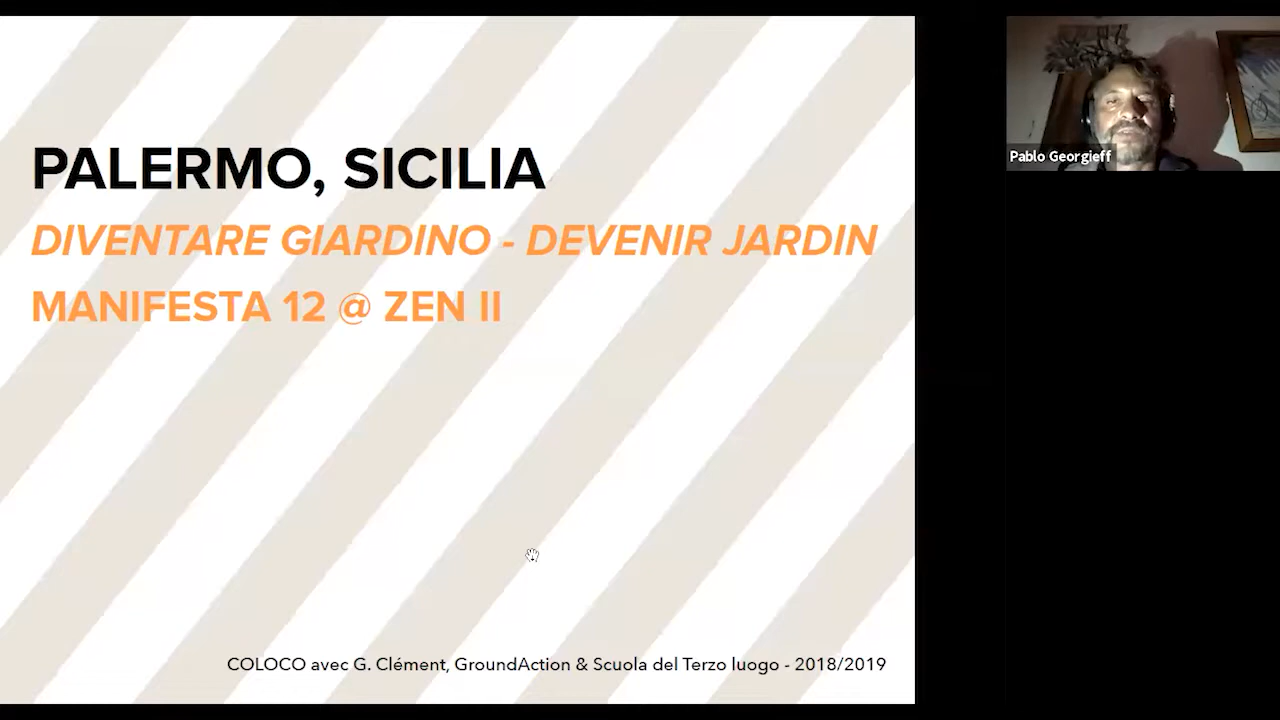 PALERMO, SICILIA
DIVENTARE GIARDINO - DEVENIR JARDIN
MANIFESTA 12 @ ZEN II
COLOCO avec G. Clément, GroundAction & Scuola del Terzo luogo - 2018/2019
Pablo Georgieff